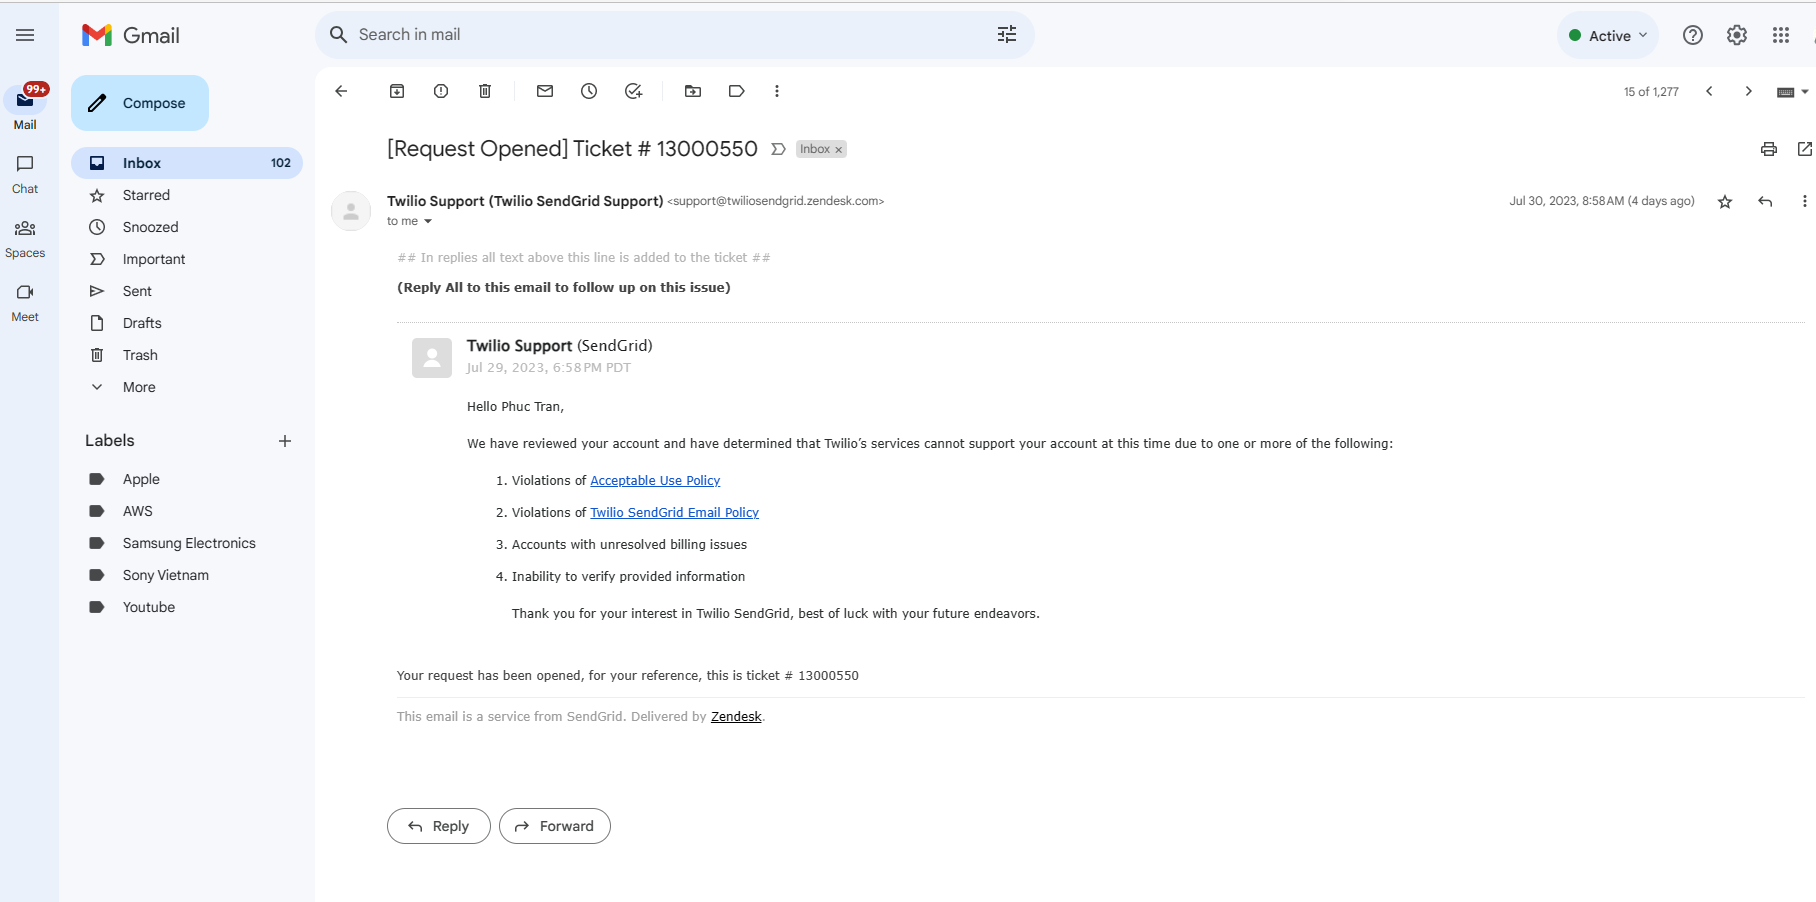 Gmail
Search in mail
Active
99+
Mail
Compose
15 of 1,277
Chat
Inbox 102
Starred
Snoozed
Spaces
Important
Sent
Meet
Drafts
Trash
More
Labels
Apple
AWS
Samsung Electronics
Sony Vietnam
Youtube
[Request Opened] Ticket # 13000550 Inbox ×
Twilio Support (Twilio SendGrid Support) <support@twiliosendgrid.zendesk.com> Jul 30, 2023, 8:58 AM (4 days ago)
to me
## In replies all text above this line is added to the ticket ##
(Reply All to this email to follow up on this issue)
Twilio Support (SendGrid)
Jul 29, 2023, 6:58 PM PDT
Hello Phuc Tran,
We have reviewed your account and have determined that Twilio’s services cannot support your account at this time due to one or more of the following:
1. Violations of Acceptable Use Policy
2. Violations of Twilio SendGrid Email Policy
3. Accounts with unresolved billing issues
4. Inability to verify provided information
Thank you for your interest in Twilio SendGrid, best of luck with your future endeavors.
Your request has been opened, for your reference, this is ticket # 13000550
This email is a service from SendGrid. Delivered by Zendesk.
Reply
Forward